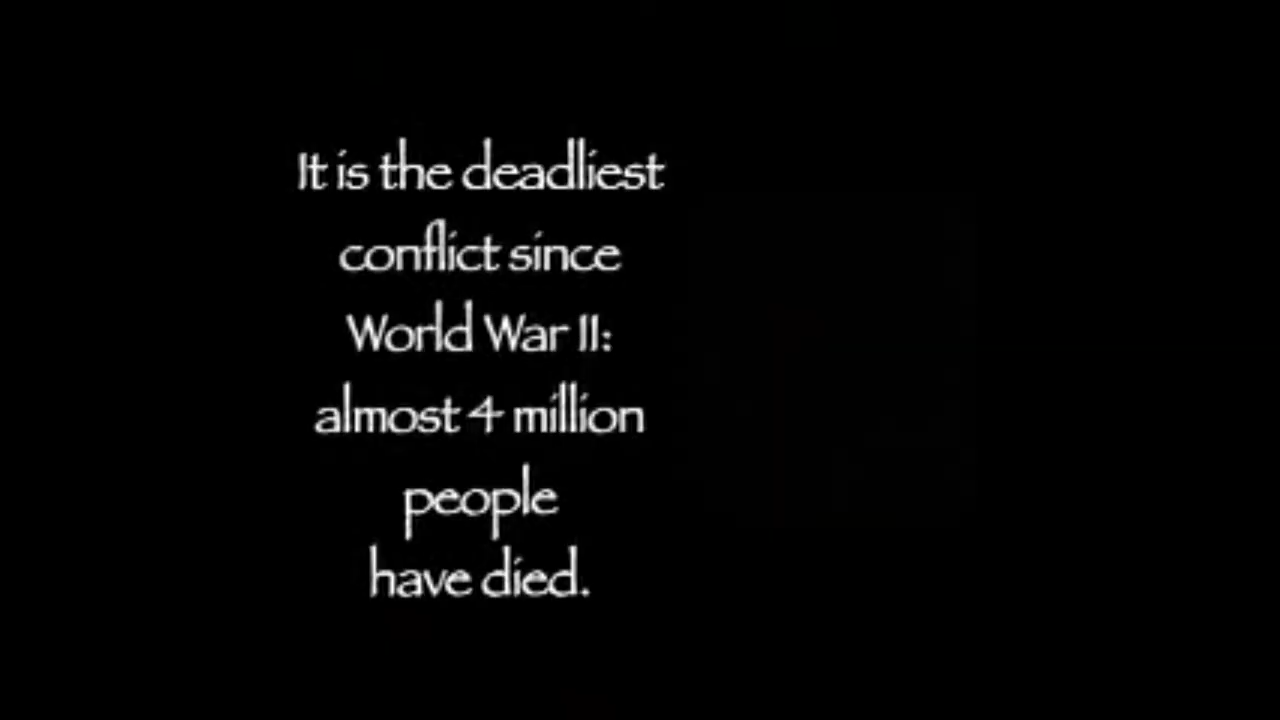 It is the deadliest
conflict since
World War II:
almost 4 million
people
have died.